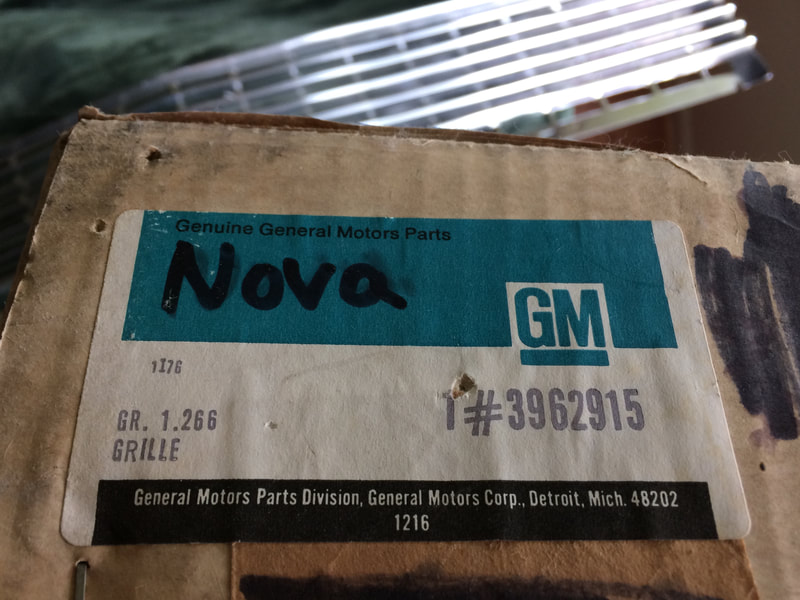 Genuine General Motors Parts
Nova
GM
1I76
GR. 1.266
1#3962915
GRILLE
General Motors Parts Division, General Motors Corp., Detroit, Mich. 48202
1216